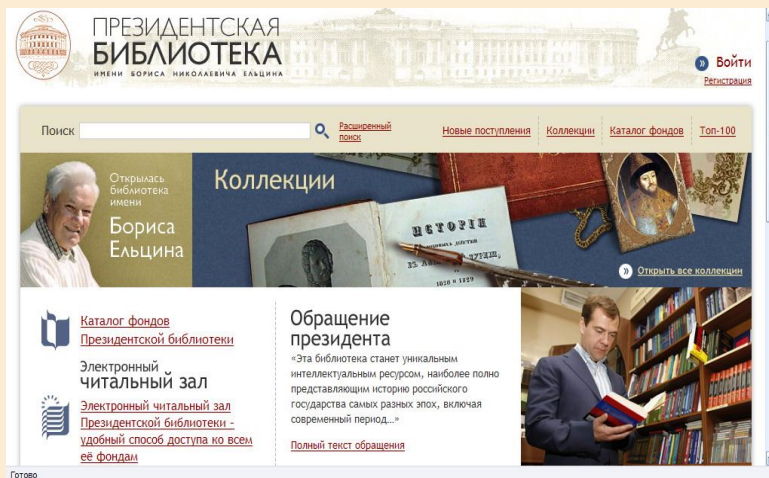 ПРЕЗИДЕНТСКАЯ
БИБЛИОТЕКА
ИМЕНИ БОРИСА НИКОЛАЕВИЧА ЕЛЬЦИНА
Войти
Регистрация
Поиск
Расширенный
поиск
Новые поступления
Коллекции
Каталог фондов
Топ-100
Открылась
библиотека
имени
Бориса
Ельцина
Коллекции
ИСТОРІЯ
1828 и 1829
Открыть все коллекции
Каталог фондов
Президентской библиотеки
Электронный
читальный зал
Электронный читальный зал
Президентской библиотеки -
удобный способ доступа ко всем
её фондам
Обращение
президента
«Эта библиотека станет уникальным
интеллектуальным ресурсом, наиболее полно
представляющим историю российского
государства самых разных эпох, включая
современный период...»
Полный текст обращения
Готово